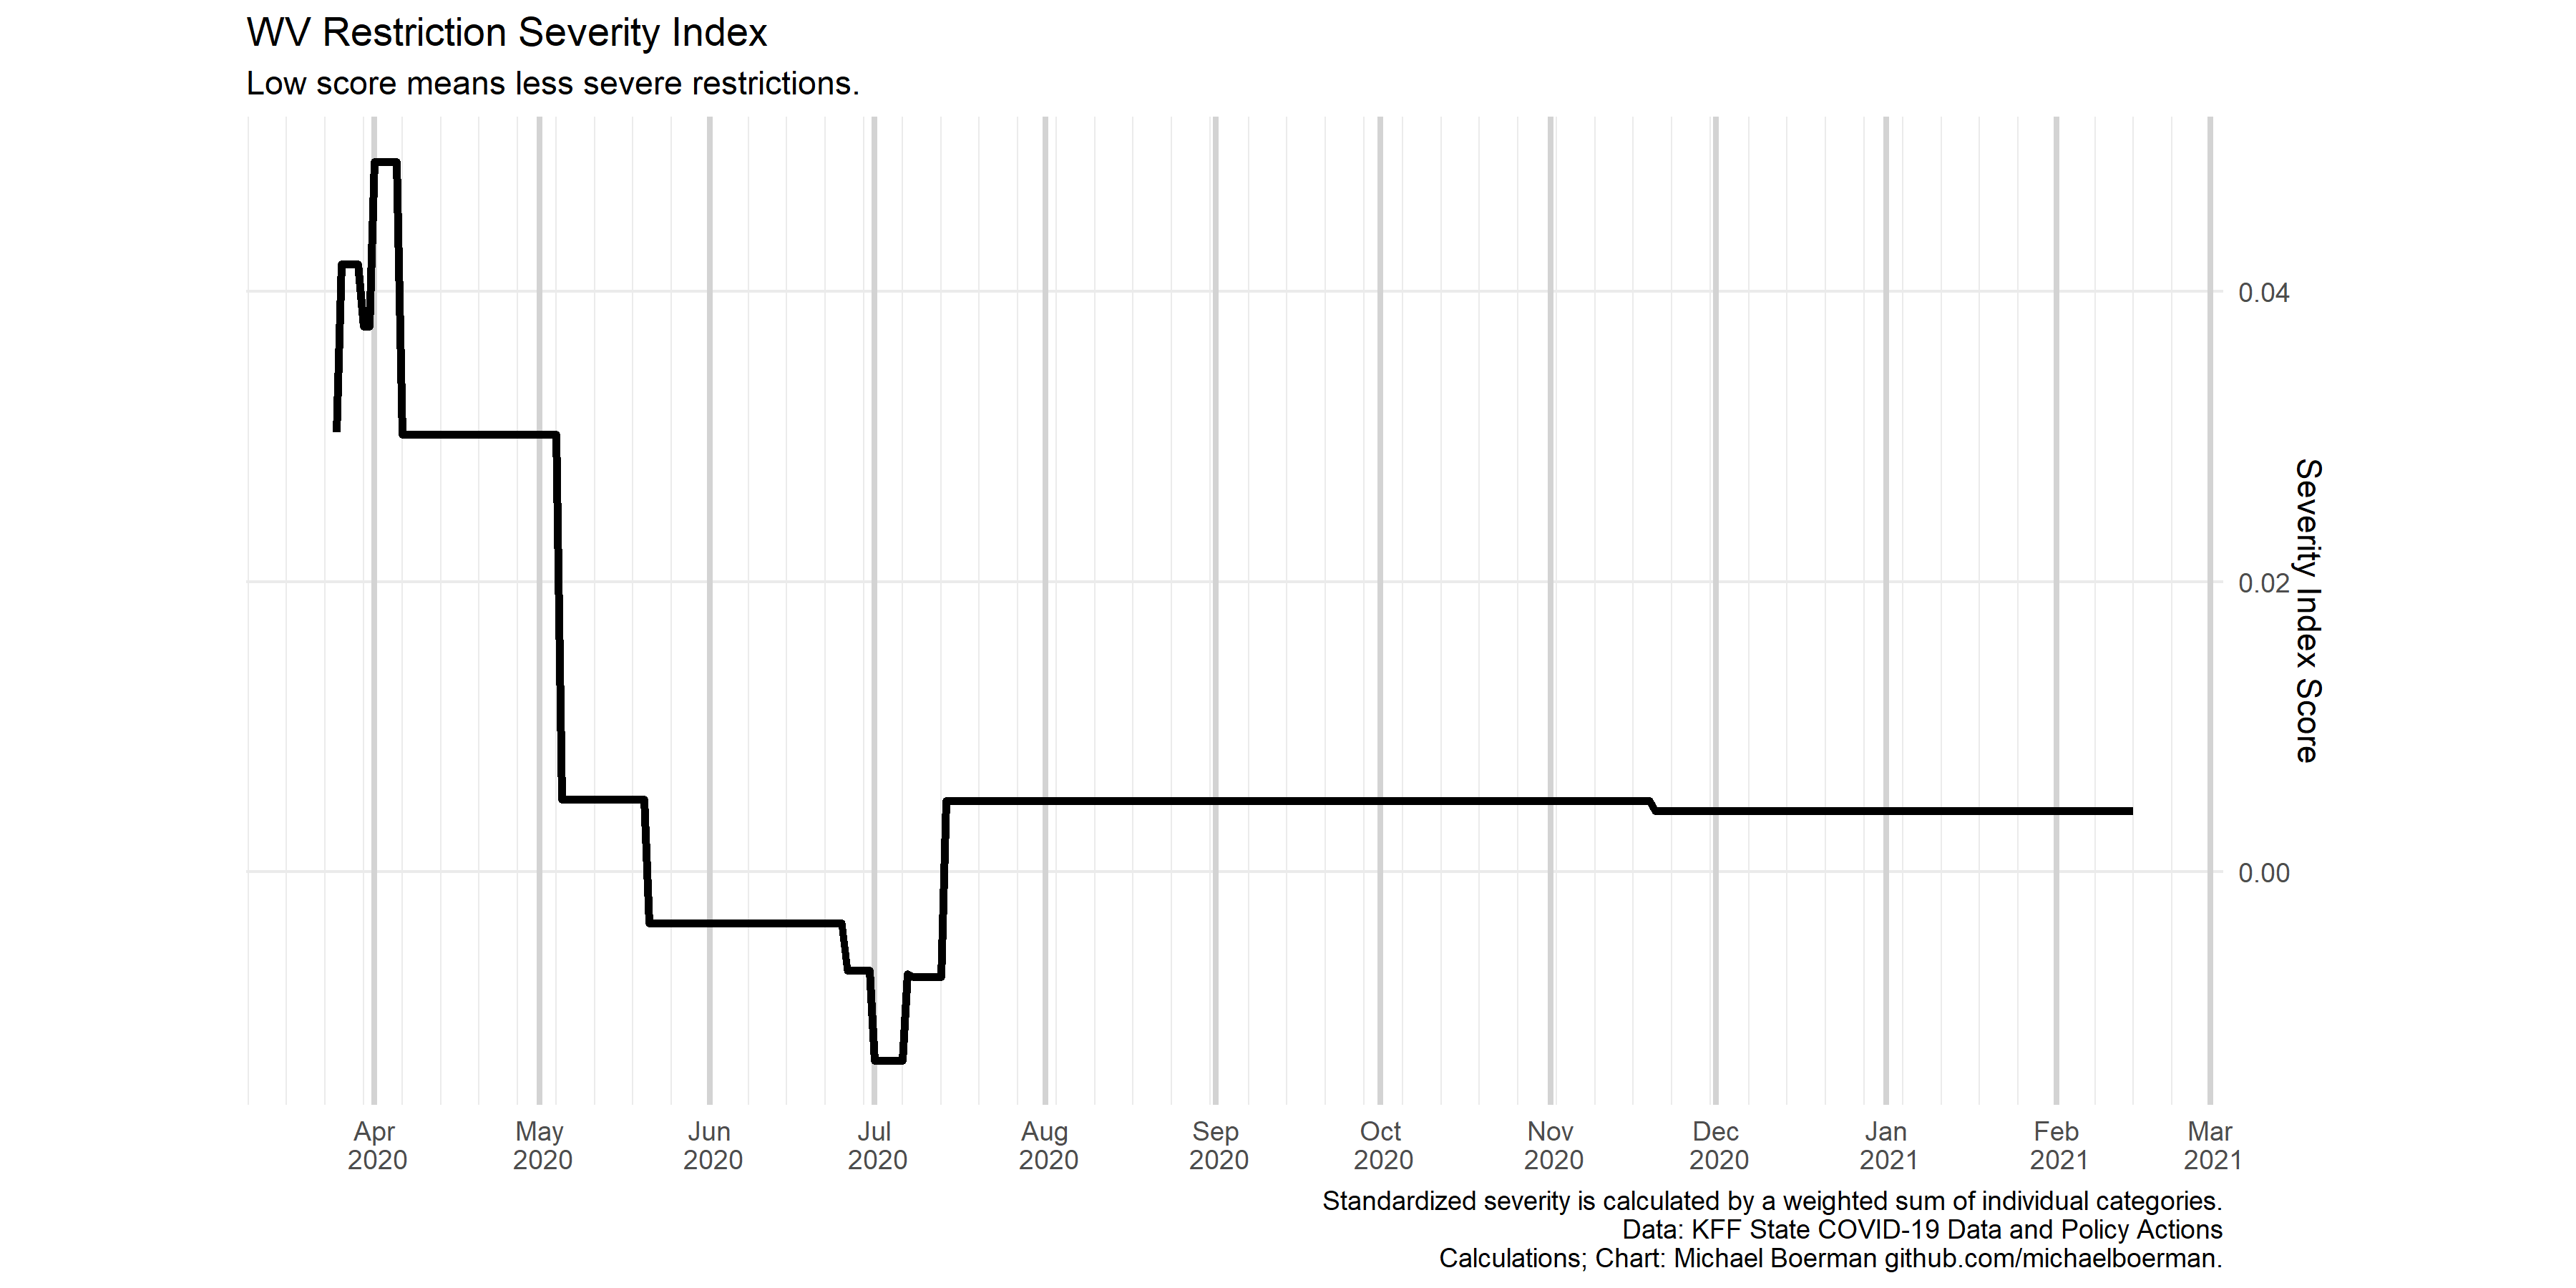 WV Restriction Severity Index
Low score means less severe restrictions.
0.04
0.02
0.00
Severity Index Score
Apr
2020
May
2020
Jun
2020
Jul
2020
Aug
2020
Sep
2020
Oct
2020
Nov
2020
Dec
2020
Jan
2021
Feb
2021
Mar
2021
Standardized severity is calculated by a weighted sum of individual categories.
Data: KFF State COVID-19 Data and Policy Actions
Calculations; Chart: Michael Boerman github.com/michaelboerman.